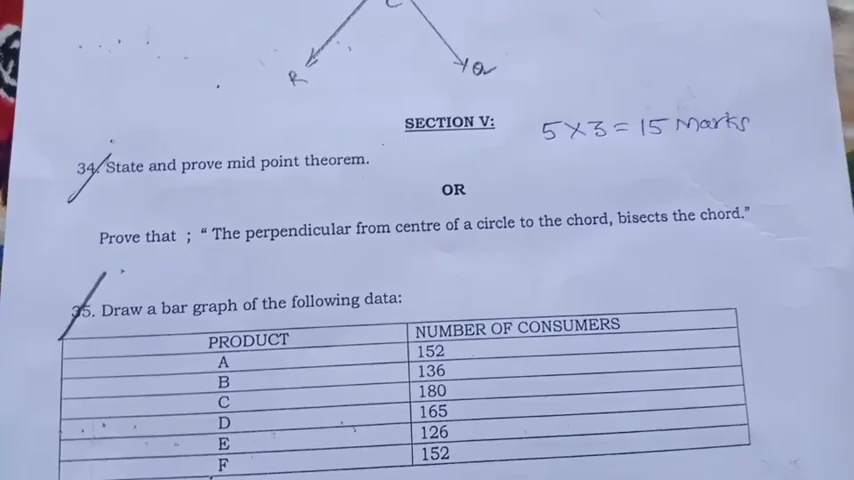 C
R
Q
SECTION V:
5 X 3 = 15 Marks
34. State and prove mid point theorem.
OR
Prove that ; “ The perpendicular from centre of a circle to the chord, bisects the chord.”
35. Draw a bar graph of the following data:
PRODUCT NUMBER OF CONSUMERS
A 152
B 136
C 180
D 165
E 126
F 152